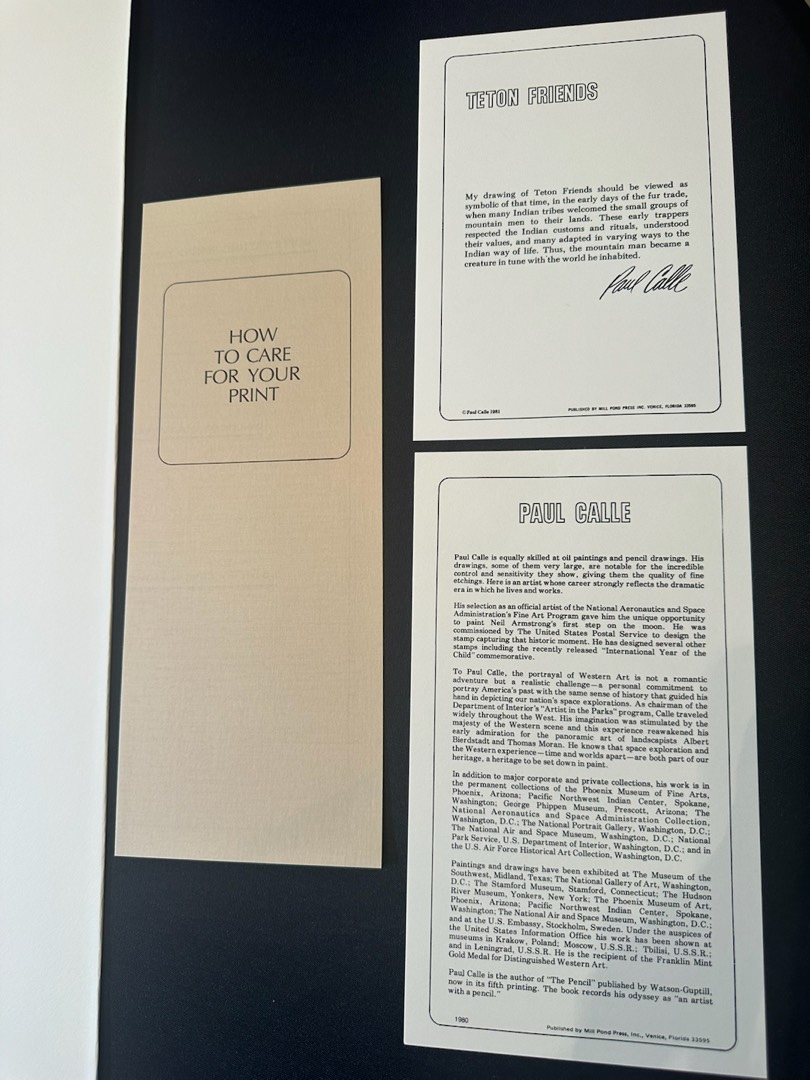 HOW
TO CARE
FOR YOUR
PRINT
TETON FRIENDS
My drawing of Teton Friends should be viewed as
symbolic of that time, in the early days of the fur trade,
when many Indian tribes welcomed the small groups of
mountain men to their lands. These early trappers
respected the Indian customs and rituals, understood
their values, and many adapted in varying ways to the
Indian way of life. Thus, the mountain man became a
creature in tune with the world he inhabited.
Paul Calle
© Paul Calle 1981
PUBLISHED BY MILL POND PRESS INC. VENICE, FLORIDA 33595
PAUL CALLE
Paul Calle is equally skilled at oil paintings and pencil drawings. His
drawings, some of them very large, are notable for the incredible
control and sensitivity they show, giving them the quality of fine
etchings. Here is an artist whose career strongly reflects the dramatic
era in which he lives and works.
His selection as an official artist of the National Aeronautics and Space
Administration's Fine Art Program gave him the unique opportunity
to paint Neil Armstrong's first step on the moon. He was
commissioned by The United States Postal Service to design the
stamp capturing that historic moment. He has designed several other
stamps including the recently released "International Year of the
Child" commemorative.
To Paul Calle, the portrayal of Western Art is not a romantic
adventure but a realistic challenge—a personal commitment to
portray America's past with the same sense of history that guided his
hand in depicting our nation's space explorations. As chairman of the
Department of Interior's "Artist in the Parks" program, Calle traveled
widely throughout the West. His imagination was stimulated by the
majesty of the Western scene and this experience reawakened his
early admiration for the panoramic art of landscapists Albert
Bierdstadt and Thomas Moran. He knows that space exploration and
the Western experience—time and worlds apart—are both part of our
heritage, a heritage to be set down in paint.
In addition to major corporate and private collections, his work is in
the permanent collections of the Phoenix Museum of Fine Arts,
Phoenix, Arizona; Pacific Northwest Indian Center, Spokane,
Washington; George Phippen Museum, Prescott, Arizona; The
National Aeronautics and Space Administration Collection,
Washington, D.C.; The National Portrait Gallery, Washington, D.C.;
The National Air and Space Museum, Washington, D.C.; National
Park Service, U.S. Department of Interior, Washington, D.C.; and in
the U.S. Air Force Historical Art Collection, Washington, D.C.
Paintings and drawings have been exhibited at The Museum of the
Southwest, Midland, Texas; The National Gallery of Art, Washington,
D.C.; The Stamford Museum, Stamford, Connecticut; The Hudson
River Museum, Yonkers, New York; The Phoenix Museum of Art,
Phoenix, Arizona; Pacific Northwest Indian Center, Spokane,
Washington; The National Air and Space Museum, Washington, D.C.;
and at the U.S. Embassy, Stockholm, Sweden. Under the auspices of
the United States Information Office his work has been shown at
museums in Krakow, Poland; Moscow, U.S.S.R.; Tbilisi, U.S.S.R.;
and in Leningrad, U.S.S.R. He is the recipient of the Franklin Mint
Gold Medal for Distinguished Western Art.
Paul Calle is the author of "The Pencil" published by Watson-Guptill,
now in its fifth printing. The book records his odyssey as "an artist
with a pencil."
1980
Published by Mill Pond Press, Inc., Venice, Florida 33595